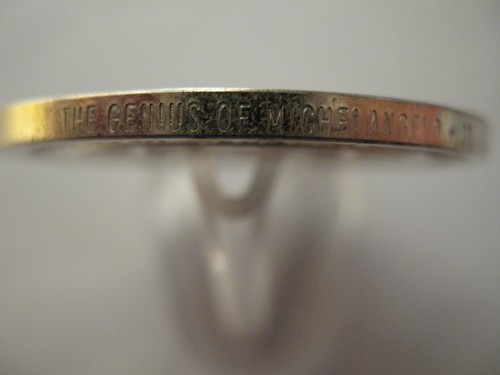 THE GENIUS OF MICHELANGELO